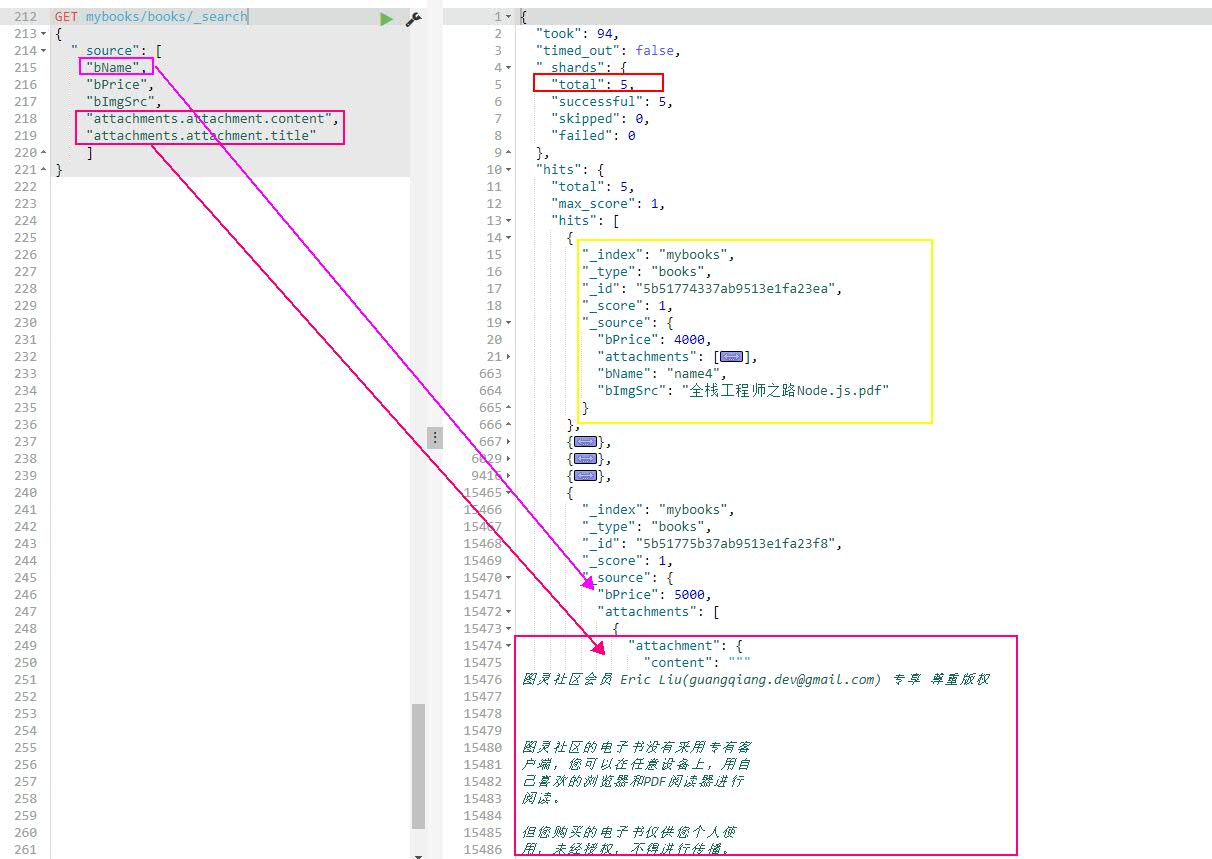 212 GET mybooks/books/_search
213 {
214 "_source": [
215 "bName",
216 "bPrice",
217 "bImgSrc",
218 "attachments.attachment.content",
219 "attachments.attachment.title"
220 ]
221 }
222
223
224
225
226
227
228
229
230
231
232
233
234
235
236
237
238
239
240
241
242
243
244
245
246
247
248
249
250
251
252
253
254
255
256
257
258
259
260
261
1 {
2 "took": 94,
3 "timed_out": false,
4 "_shards": {
5 "total": 5,
6 "successful": 5,
7 "skipped": 0,
8 "failed": 0
9 },
10 "hits": {
11 "total": 5,
12 "max_score": 1,
13 "hits": [
14 {
15 "_index": "mybooks",
16 "_type": "books",
17 "_id": "5b51774337ab9513e1fa23ea",
18 "_score": 1,
19 "_source": {
20 "bPrice": 4000,
21 "attachments": [],
663 "bName": "name4",
664 "bImgSrc": "全栈工程师之路Node.js.pdf"
665 }
666 },
667 {},
6029 {},
9416 {},
15465 {
15466 "_index": "mybooks",
15467 "_type": "books",
15468 "_id": "5b51775b37ab9513e1fa23f8",
15469 "_score": 1,
15470 "_source": {
15471 "bPrice": 5000,
15472 "attachments": [
15473 {
15474 "attachment": {
15475 "content": """
15476 图灵社区会员 Eric Liu(guangqiang.dev@gmail.com) 专享 尊重版权
15477
15478
15479
15480 图灵社区的电子书没有采用专有客
15481 户端，您可以在任意设备上，用自
15482 己喜欢的浏览器和PDF阅读器进行
15483 阅读。
15484
15485 但您购买的电子书仅供您个人使
15486 用，未经授权，不得进行传播。